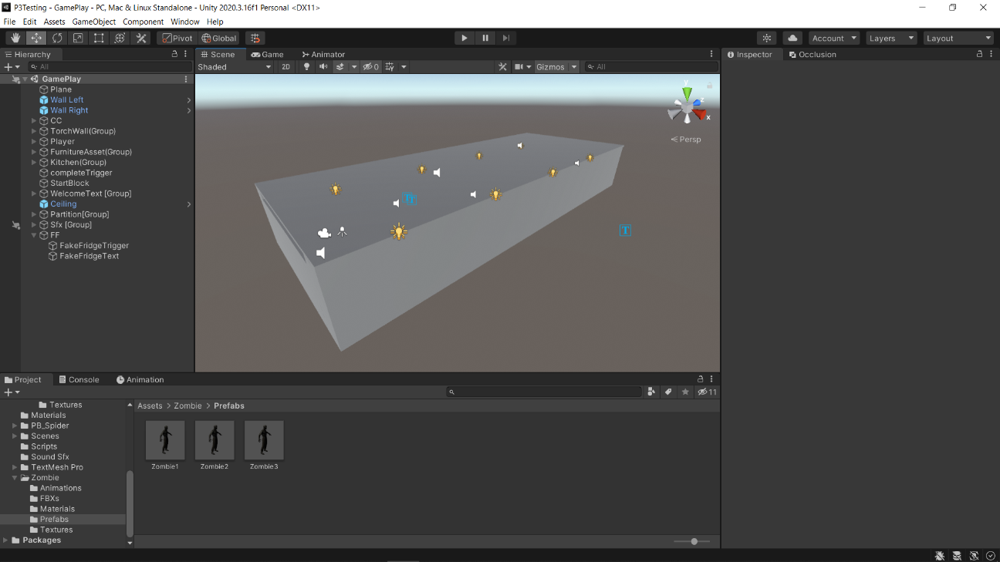 P3Testing - GamePlay - PC, Mac & Linux Standalone - Unity 2020.3.16f1 Personal <DX11>
File Edit Assets GameObject Component Window Help
Pivot Global Account Layers Layout
Hierarchy
All
GamePlay
Plane
Wall Left
Wall Right
CC
TorchWall(Group)
Player
FurnitureAsset(Group)
Kitchen(Group)
completeTrigger
StartBlock
WelcomeText [Group]
Ceiling
Partition[Group]
Sfx [Group]
FF
FakeFridgeTrigger
FakeFridgeText
Scene Game Animator
Shaded 2D 0 Gizmos All
y
z
x
Persp
Tr
T
Inspector Occlusion
Project Console Animation
11
Textures
Materials
PB_Spider
Scenes
Scripts
Sound Sfx
TextMesh Pro
Zombie
Animations
FBXs
Materials
Prefabs
Textures
Packages
Assets > Zombie > Prefabs
Zombie1 Zombie2 Zombie3